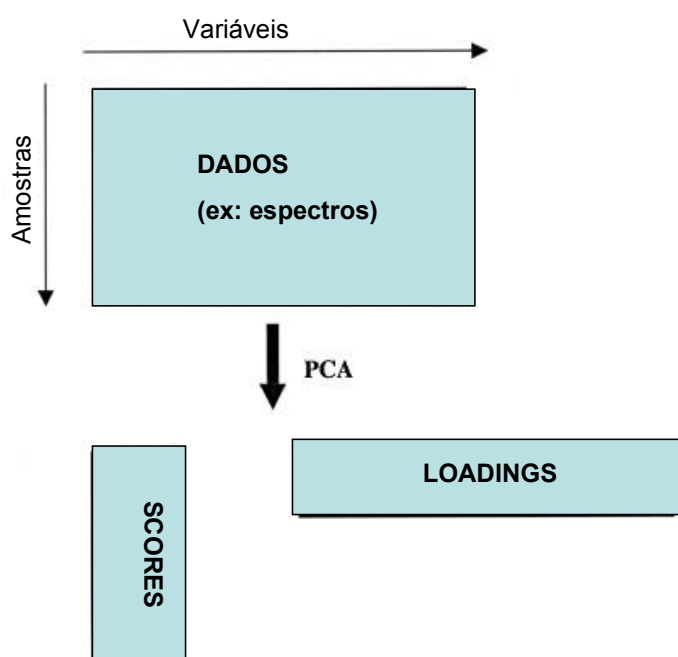 Variáveis
Amostras
DADOS
(ex: espectros)
PCA
LOADINGS
SCORES